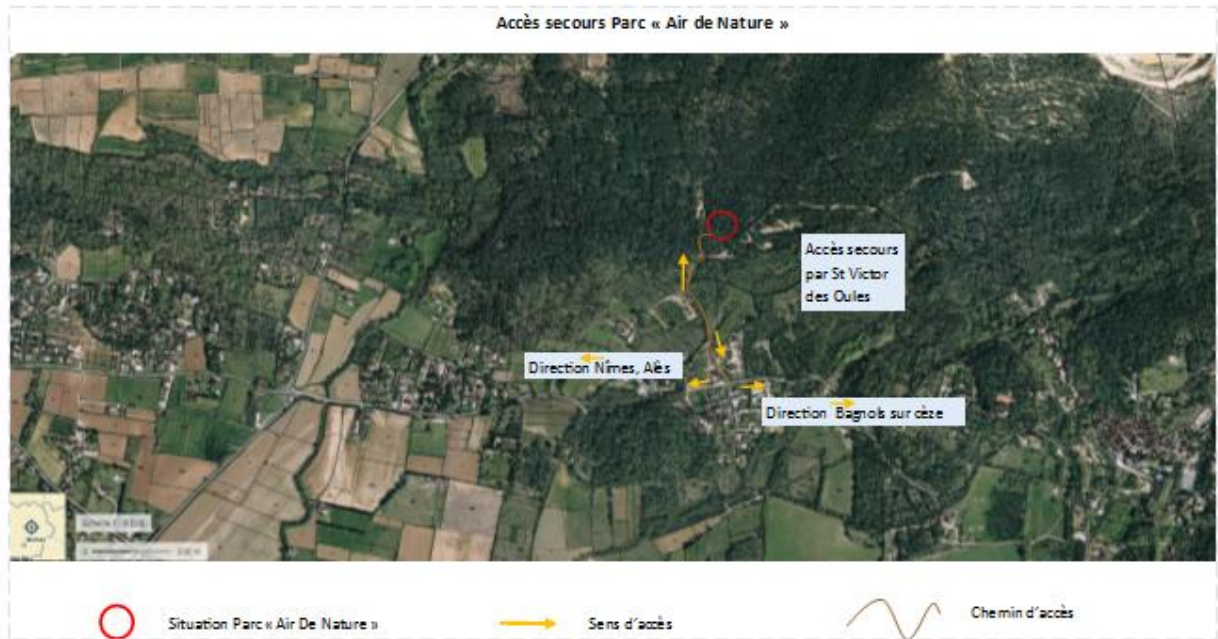 Accès secours Parc « Air de Nature »
Accès secours
par St Victor
des Oules
Direction Nîmes, Alès
Direction Bagnols sur cèze
Situation Parc « Air De Nature »
Sens d'accès
Chemin d'accès